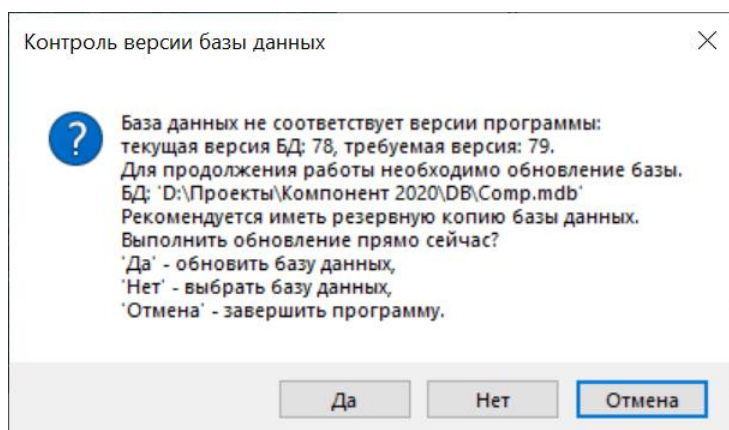 Контроль версии базы данных
База данных не соответствует версии программы:
текущая версия БД: 78, требуемая версия: 79.
Для продолжения работы необходимо обновление базы.
БД: 'D:\Проекты\Компонент 2020\DB\Comp.mdb'
Рекомендуется иметь резервную копию базы данных.
Выполнить обновление прямо сейчас?
'Да' - обновить базу данных,
'Нет' - выбрать базу данных,
'Отмена' - завершить программу.
Да Нет Отмена